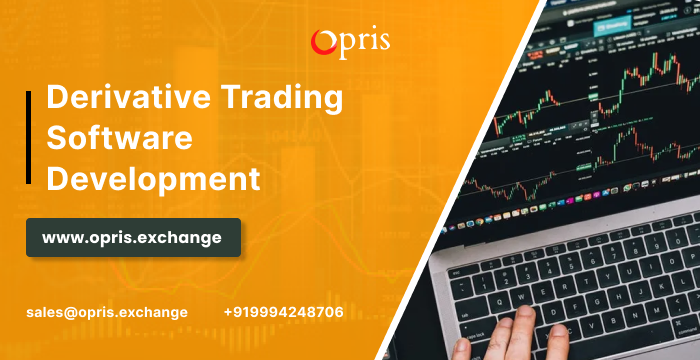 Opris
Derivative Trading
Software
Development
www.opris.exchange
sales@opris.exchange
+919994248706